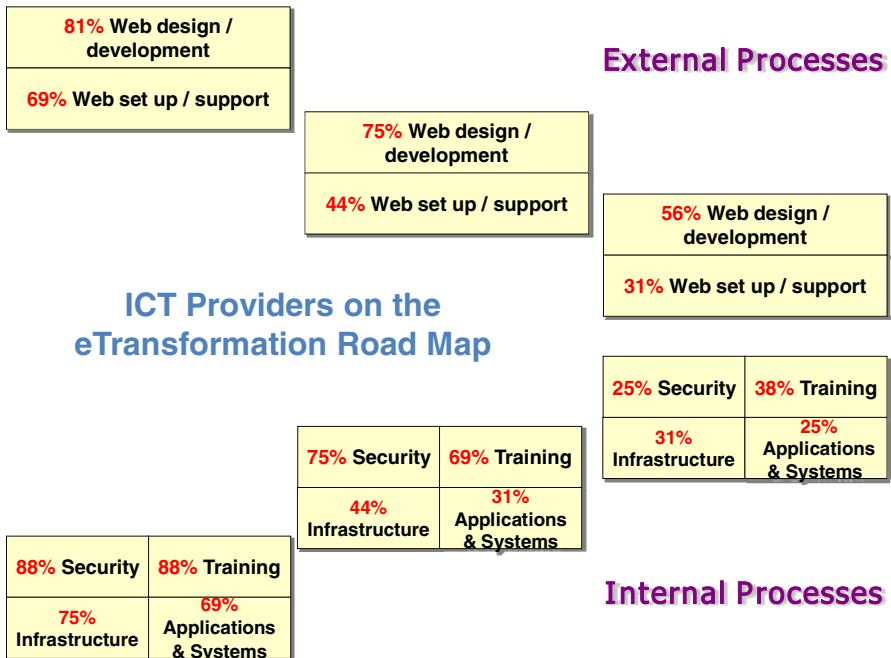 81% Web design /
development
69% Web set up / support
External Processes
75% Web design /
development
44% Web set up / support
56% Web design /
development
31% Web set up / support
ICT Providers on the
eTransformation Road Map
25% Security
38% Training
31%
Infrastructure
25%
Applications
& Systems
75% Security
69% Training
44%
Infrastructure
31%
Applications
& Systems
88% Security
88% Training
75%
Infrastructure
69%
Applications
& Systems
Internal Processes